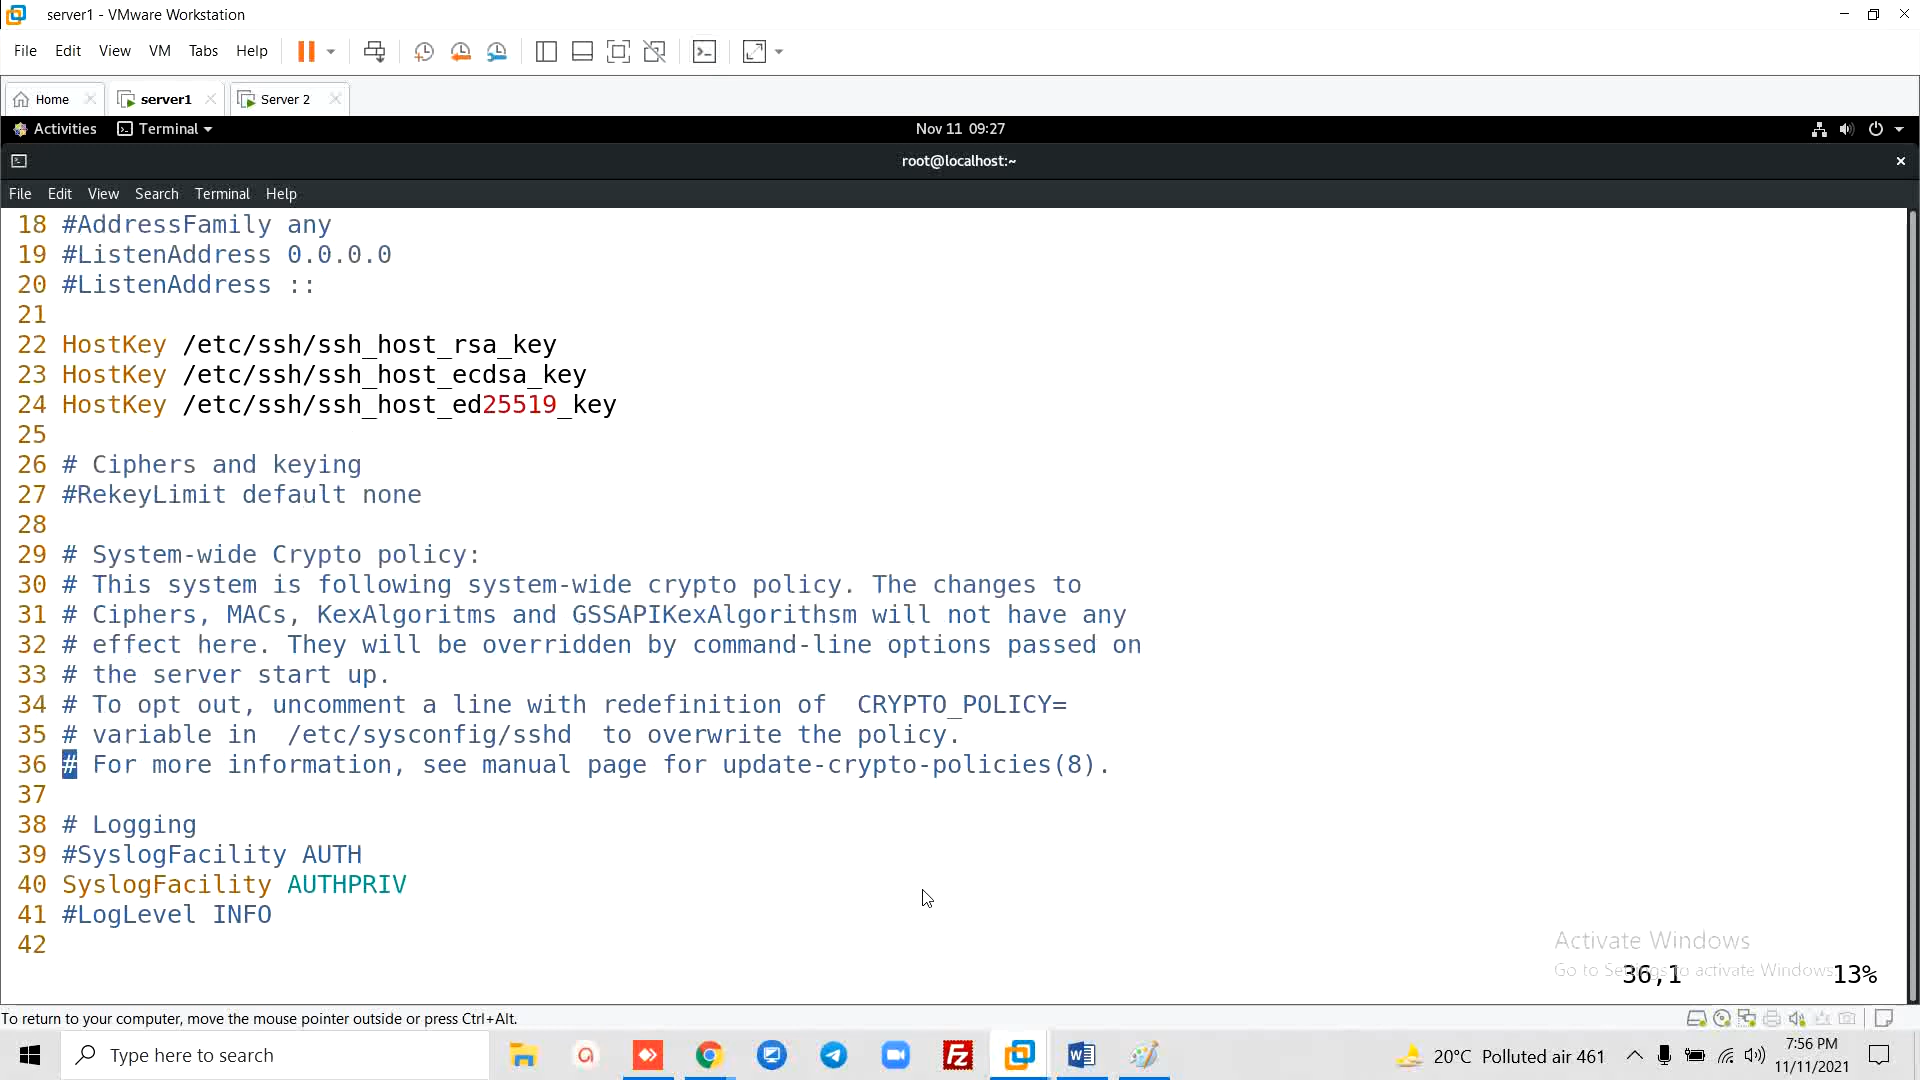 server1 - VMware Workstation
File Edit View VM Tabs Help
Home server1 Server 2
Activities Terminal Nov 11 09:27
root@localhost:~
File Edit View Search Terminal Help
18 #AddressFamily any
19 #ListenAddress 0.0.0.0
20 #ListenAddress ::
21
22 HostKey /etc/ssh/ssh_host_rsa_key
23 HostKey /etc/ssh/ssh_host_ecdsa_key
24 HostKey /etc/ssh/ssh_host_ed25519_key
25
26 # Ciphers and keying
27 #RekeyLimit default none
28
29 # System-wide Crypto policy:
30 # This system is following system-wide crypto policy. The changes to
31 # Ciphers, MACs, KexAlgoritms and GSSAPIKexAlgorithsm will not have any
32 # effect here. They will be overridden by command-line options passed on
33 # the server start up.
34 # To opt out, uncomment a line with redefinition of  CRYPTO_POLICY=
35 # variable in  /etc/sysconfig/sshd  to overwrite the policy.
36 # For more information, see manual page for update-crypto-policies(8).
37
38 # Logging
39 #SyslogFacility AUTH
40 SyslogFacility AUTHPRIV
41 #LogLevel INFO
42
Activate Windows
Go to Settings to activate Windows.
36,1 13%
To return to your computer, move the mouse pointer outside or press Ctrl+Alt.
Type here to search
20°C Polluted air 461
7:56 PM
11/11/2021